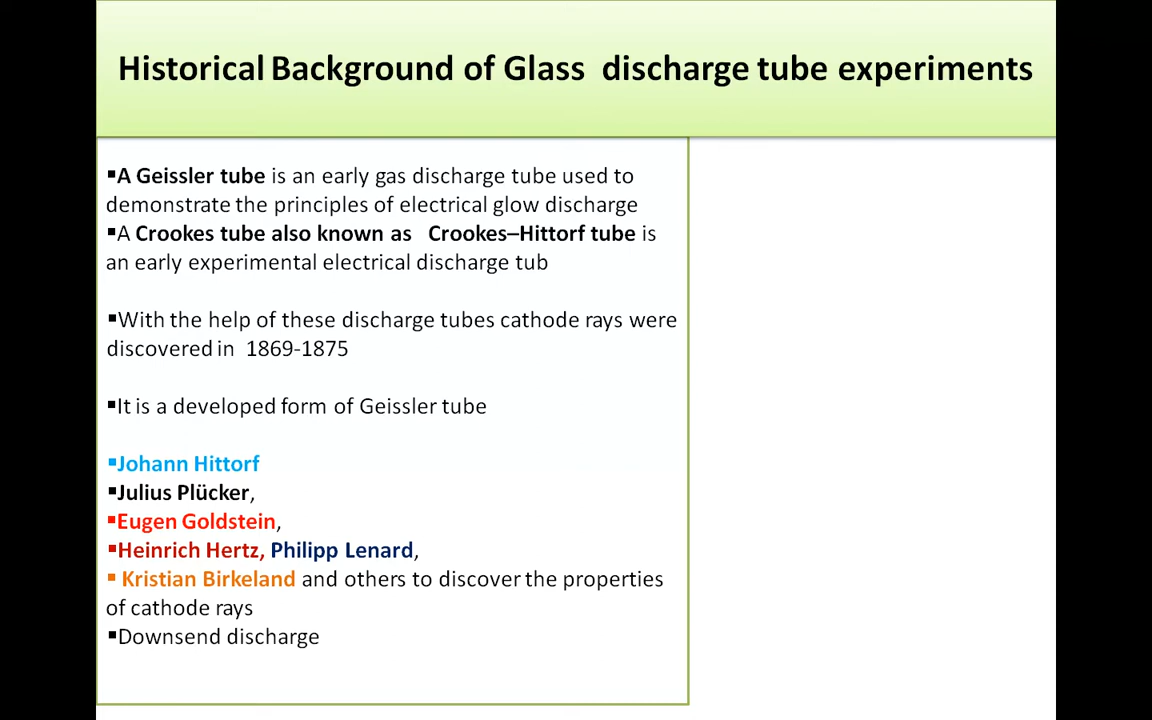 Historical Background of Glass discharge tube experiments
▪A Geissler tube is an early gas discharge tube used to
demonstrate the principles of electrical glow discharge
▪A Crookes tube also known as Crookes–Hittorf tube is
an early experimental electrical discharge tub
▪With the help of these discharge tubes cathode rays were
discovered in 1869-1875
▪It is a developed form of Geissler tube
▪Johann Hittorf
▪Julius Plücker,
▪Eugen Goldstein,
▪Heinrich Hertz, Philipp Lenard,
▪ Kristian Birkeland and others to discover the properties
of cathode rays
▪Downsend discharge